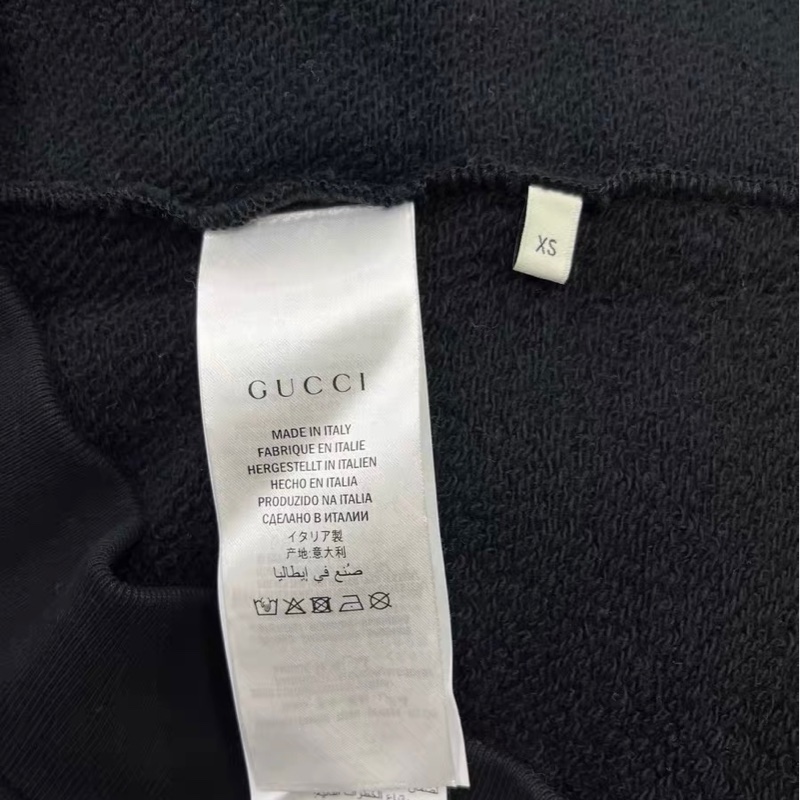 XS
GUCCI
MADE IN ITALY
FABRIQUE EN ITALIE
HERGESTELLT IN ITALIEN
HECHO EN ITALIA
PRODUZIDO NA ITALIA
СДЕЛАНО В ИТАЛИИ
イタリア製
产地:意大利
صُنع في إيطاليا